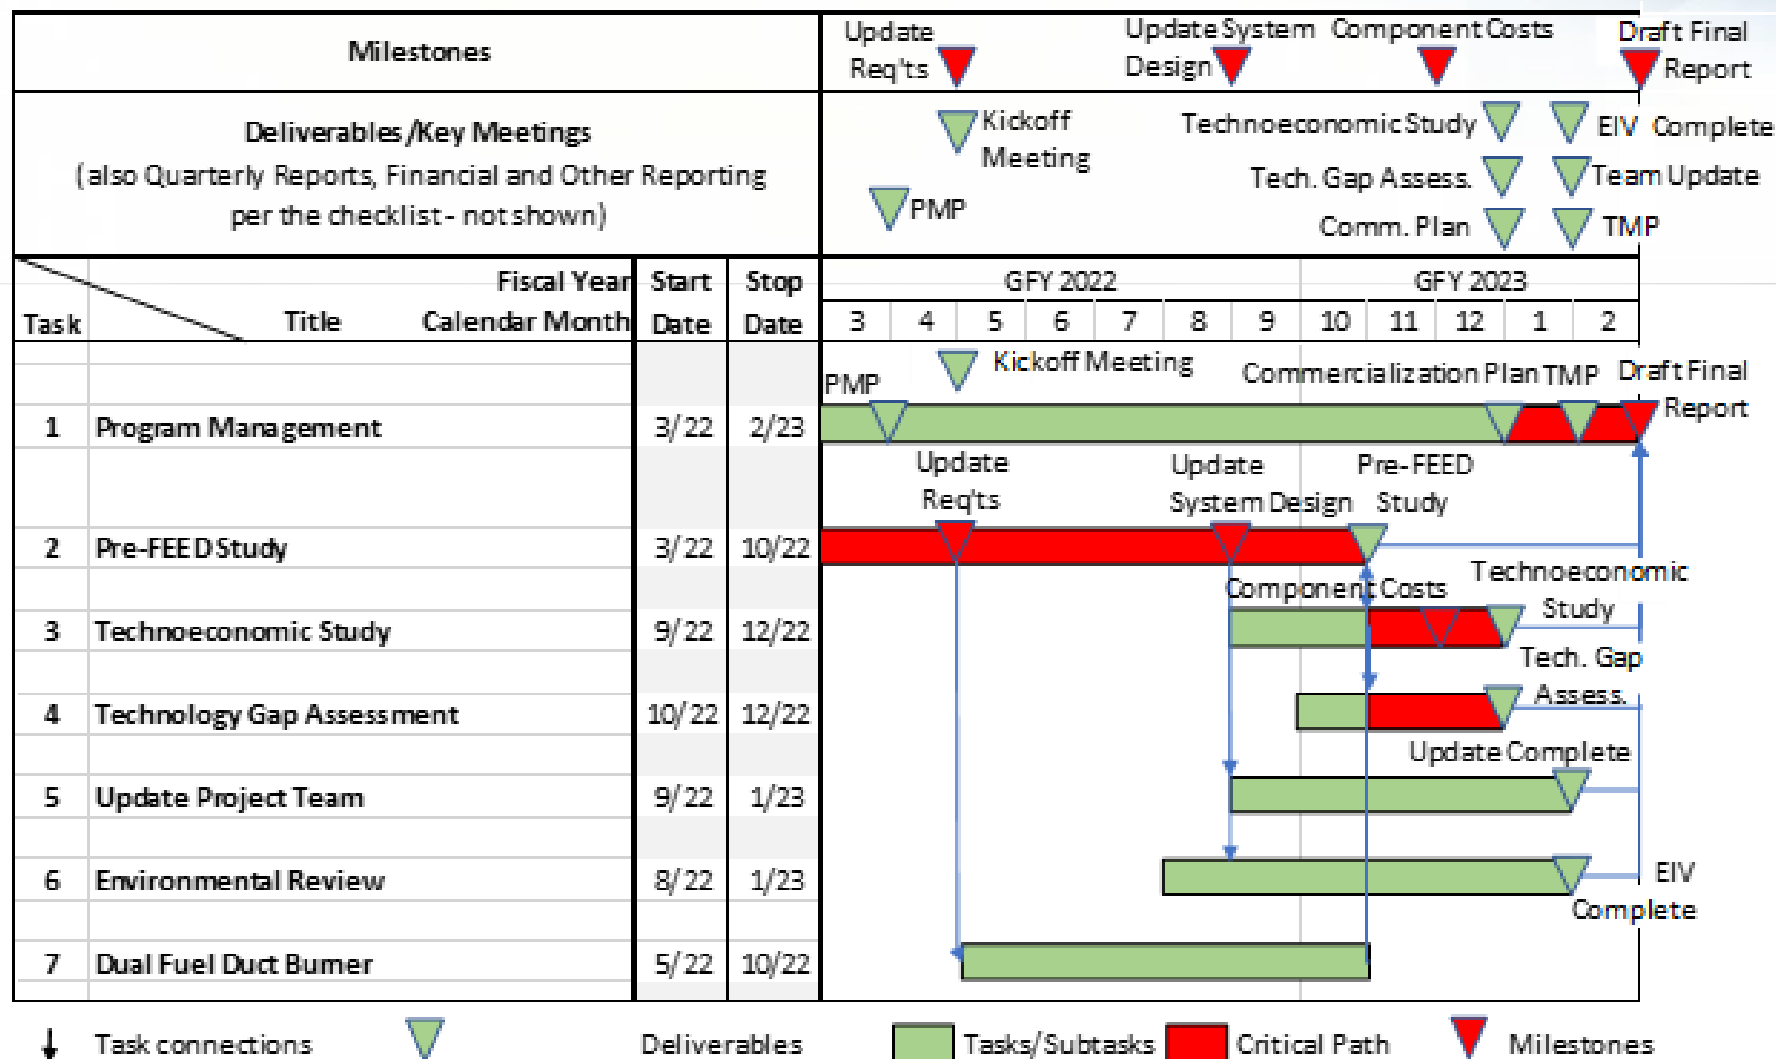 Milestones
Update Req'ts
Update System Design
Component Costs
Draft Final Report
Deliverables/Key Meetings
(also Quarterly Reports, Financial and Other Reporting
per the checklist - not shown)
Kickoff Meeting
PMP
Technoeconomic Study
EIV Complete
Tech. Gap Assess.
Team Update
Comm. Plan
TMP
Fiscal Year
Start Date
Stop Date
GFY 2022
GFY 2023
Task
Title
Calendar Month
3 4 5 6 7 8 9 10 11 12 1 2
PMP
Kickoff Meeting
Commercialization Plan
TMP
Draft Final
Report
1 Program Management 3/22 2/23
Update
Req'ts
Update
System Design
Pre-FEED
Study
2 Pre-FEED Study 3/22 10/22
Component Costs
Technoeconomic
Study
3 Technoeconomic Study 9/22 12/22
Tech. Gap
Assess.
4 Technology Gap Assessment 10/22 12/22
Update Complete
5 Update Project Team 9/22 1/23
6 Environmental Review 8/22 1/23
EIV
Complete
7 Dual Fuel Duct Burner 5/22 10/22
Task connections
Deliverables
Tasks/Subtasks
Critical Path
Milestones